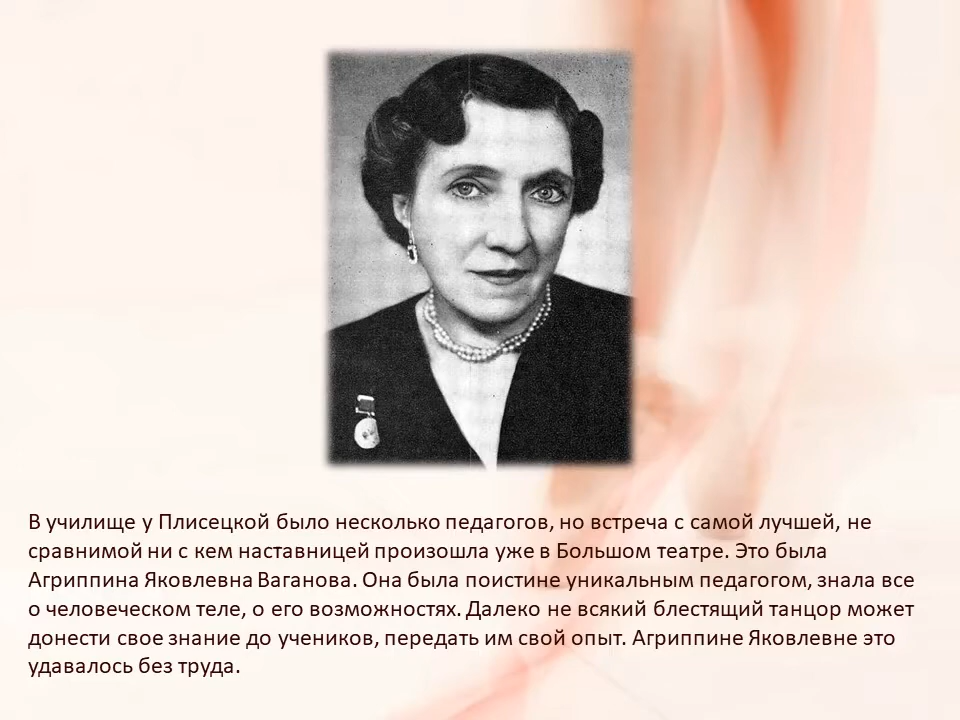 В училище у Плисецкой было несколько педагогов, но встреча с самой лучшей, не
сравнимой ни с кем наставницей произошла уже в Большом театре. Это была
Агриппина Яковлевна Ваганова. Она была поистине уникальным педагогом, знала все
о человеческом теле, о его возможностях. Далеко не всякий блестящий танцор может
донести свое знание до учеников, передать им свой опыт. Агриппине Яковлевне это
удавалось без труда.